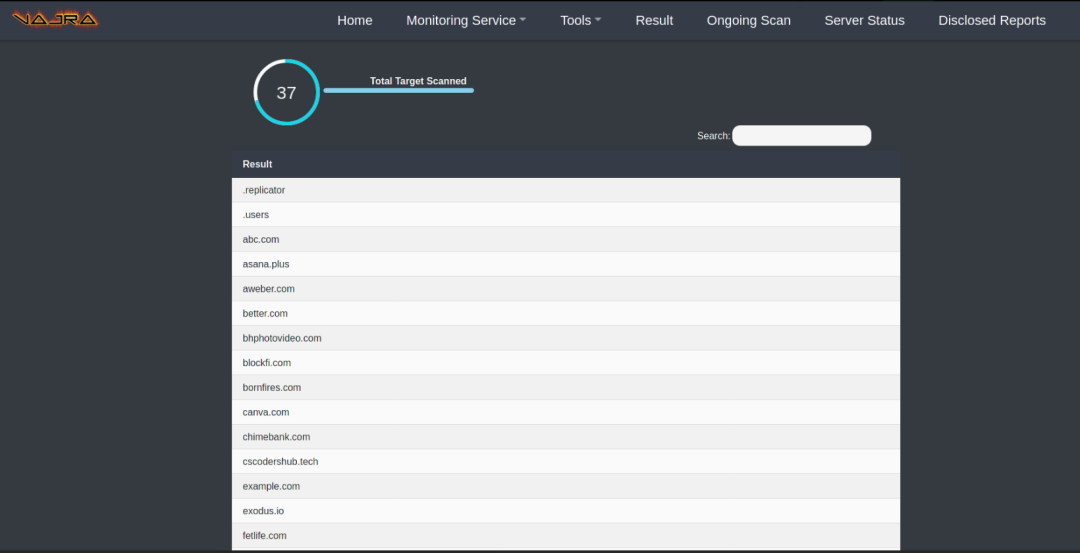 VAJRA
Home Monitoring Service Tools Result Ongoing Scan Server Status Disclosed Reports
37
Total Target Scanned
Search:
Result
.replicator
.users
abc.com
asana.plus
aweber.com
better.com
bhphotovideo.com
blockfi.com
bornfires.com
canva.com
chimebank.com
cscodershub.tech
example.com
exodus.io
fetlife.com